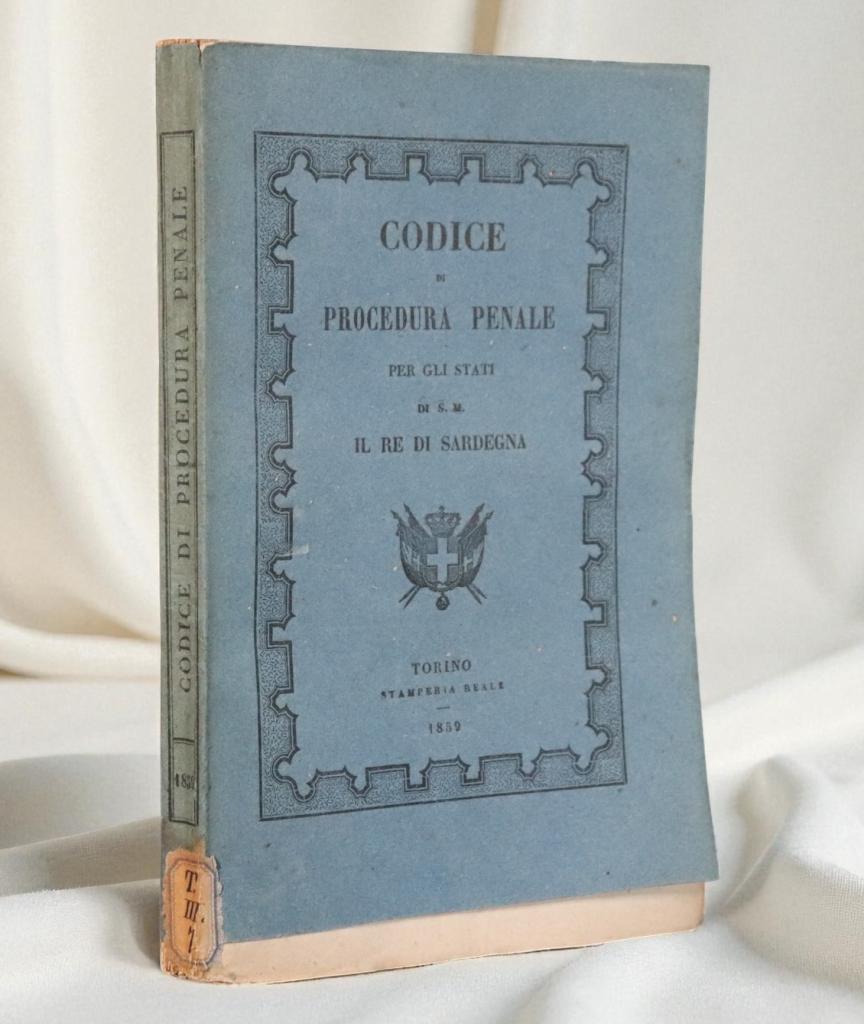 CODICE
DI
PROCEDURA PENALE
PER GLI STATI
DI S. M.
IL RE DI SARDEGNA
TORINO
STAMPERIA REALE
1859
CODICE DI PROCEDURA PENALE
T.
III.